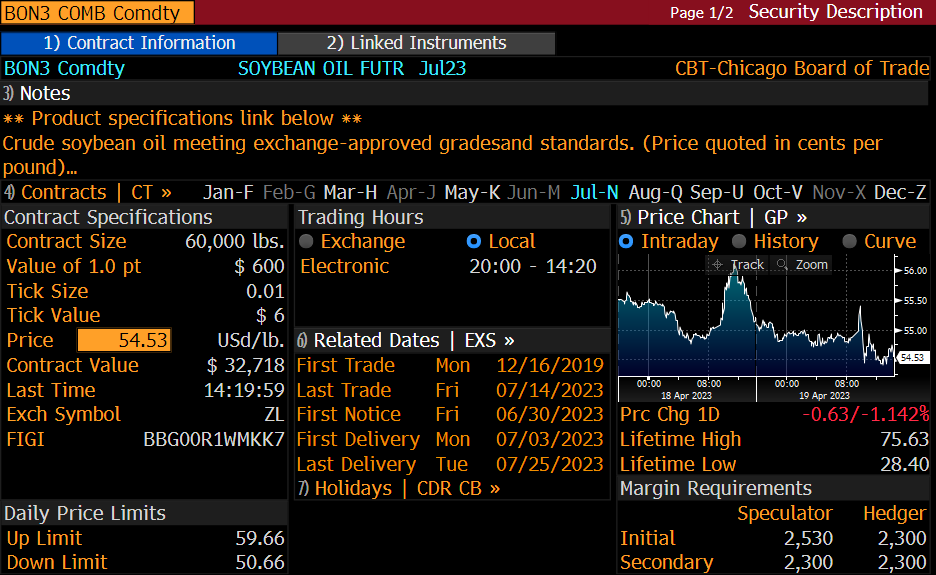 BON3 COMB Comdty Page 1/2 Security Description
1) Contract Information 2) Linked Instruments
BON3 Comdty SOYBEAN OIL FUTR Jul23 CBT-Chicago Board of Trade
3) Notes
** Product specifications link below **
Crude soybean oil meeting exchange-approved gradesand standards. (Price quoted in cents per
pound)…
4) Contracts | CT » Jan-F Feb-G Mar-H Apr-J May-K Jun-M Jul-N Aug-Q Sep-U Oct-V Nov-X Dec-Z
Contract Specifications
Contract Size 60,000 lbs.
Value of 1.0 pt $ 600
Tick Size 0.01
Tick Value $ 6
Price 54.53 USd/lb.
Contract Value $ 32,718
Last Time 14:19:59
Exch Symbol ZL
FIGI BBG00R1WMKK7
Daily Price Limits
Up Limit 59.66
Down Limit 50.66
Trading Hours
Exchange Local
Electronic 20:00 - 14:20
6) Related Dates | EXS »
First Trade Mon 12/16/2019
Last Trade Fri 07/14/2023
First Notice Fri 06/30/2023
First Delivery Mon 07/03/2023
Last Delivery Tue 07/25/2023
7) Holidays | CDR CB »
5) Price Chart | GP »
Intraday History Curve
Track Zoom
56.00
55.50
55.00
54.53
00:00 08:00 00:00 08:00
18 Apr 2023 19 Apr 2023
Prc Chg 1D -0.63/-1.142%
Lifetime High 75.63
Lifetime Low 28.40
Margin Requirements
Speculator Hedger
Initial 2,530 2,300
Secondary 2,300 2,300